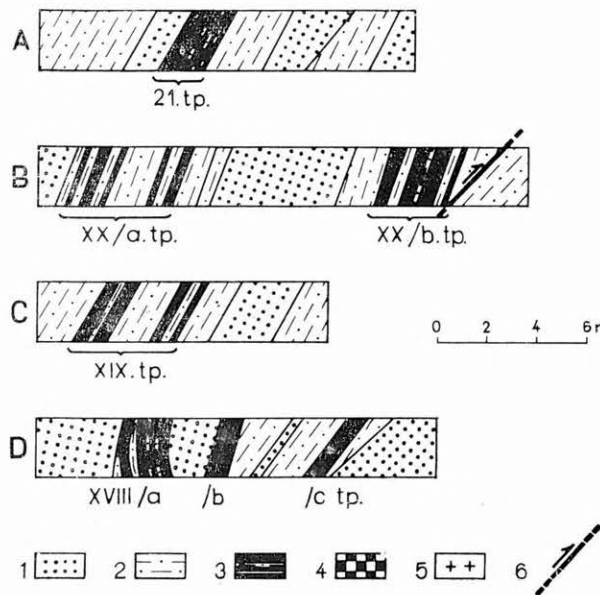 A
21.tp.
B
XX/a.tp. XX/b.tp.
C
0 2 4 6m
XIX.tp.
D
XVIII/a /b /c tp.
1 2 3 4 5 6